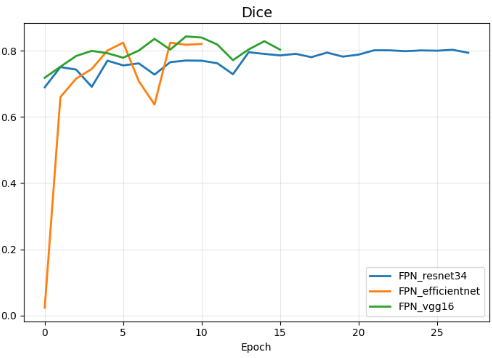 Dice
0.8
0.6
0.4
0.2
0.0
FPN_resnet34
FPN_efficientnet
FPN_vgg16
0 5 10 15 20 25
Epoch